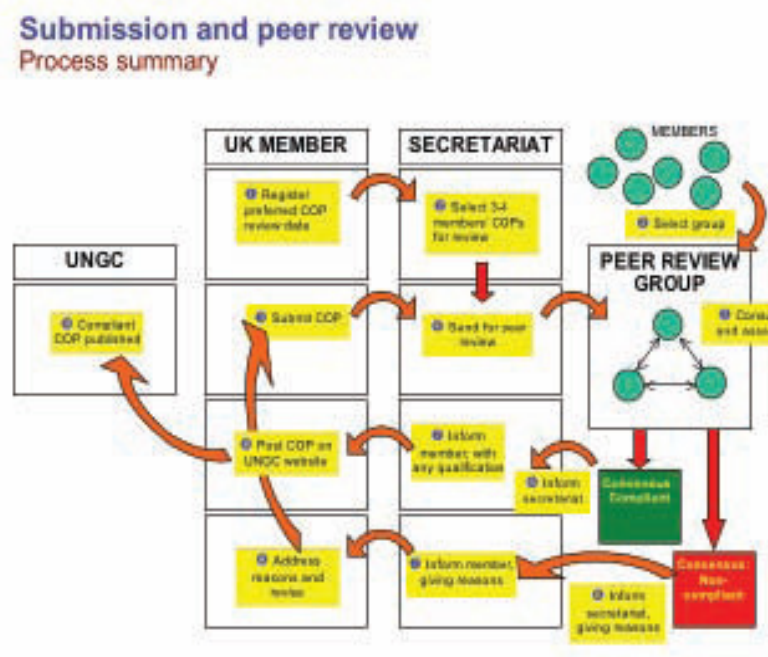 Submission and peer review
Process summary
UK MEMBER
SECRETARIAT
MEMBERS
Register
preferred COP
review date
Select 3-4
members' COPs
for review
Select group
UNGC
PEER REVIEW
GROUP
Compliant
COP published
Submit COP
Send for peer
review
and
Post COP on
UNGC website
Inform
member, with
any qualification
Inform
secretariat
Consensus
Compliant
Address
reasons and
revise
Inform member,
giving reasons
Inform
secretariat,
giving reasons
Consensus:
Non-
compliant